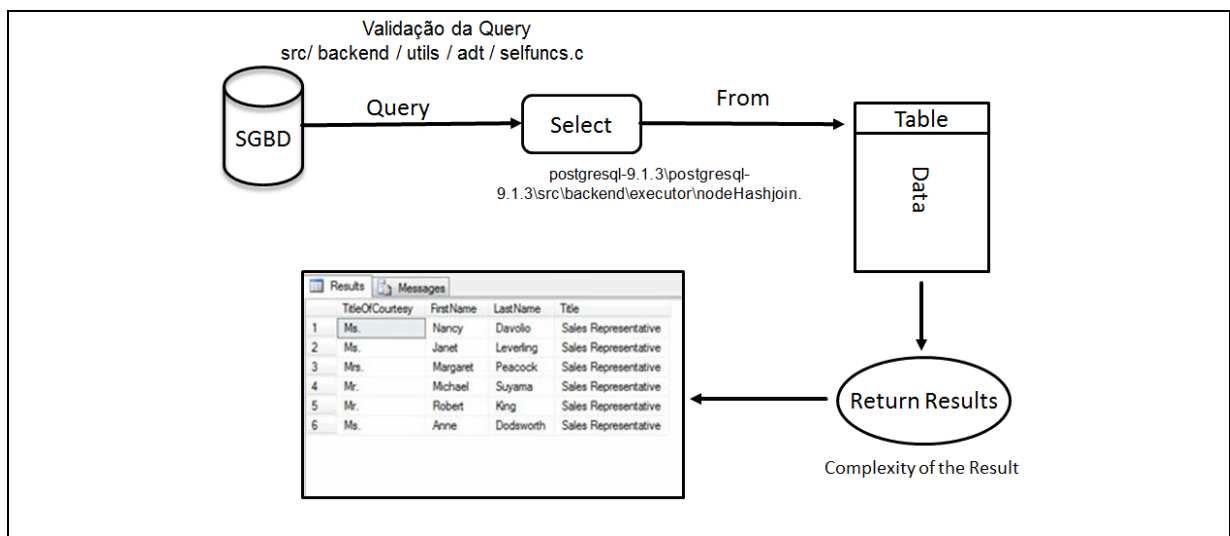 Validação da Query
src/ backend / utils / adt / selfuncs.c
SGBD
Query
Select
From
Table
Data
postgresql-9.1.3\postgresql-
9.1.3\src\backend\executor\nodeHashjoin.
Results Messages
TitleOfCourtesy FirstName LastName Title
1 Ms. Nancy Davolio Sales Representative
2 Ms. Janet Leverling Sales Representative
3 Mrs. Margaret Peacock Sales Representative
4 Mr. Michael Suyama Sales Representative
5 Mr. Robert King Sales Representative
6 Ms. Anne Dodsworth Sales Representative
Return Results
Complexity of the Result